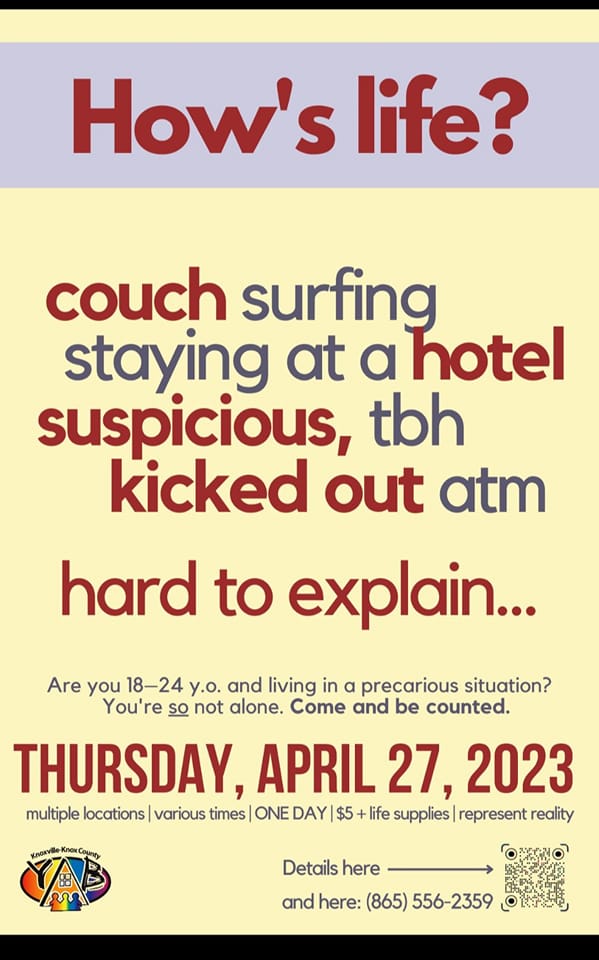 How's life?
couch surfing
staying at a hotel
suspicious, tbh
kicked out atm
hard to explain...
Are you 18—24 y.o. and living in a precarious situation?
You're so not alone. Come and be counted.
THURSDAY, APRIL 27, 2023
multiple locations | various times | ONE DAY | $5 + life supplies | represent reality
Knoxville-Knox County
YAB
Details here
and here: (865) 556-2359